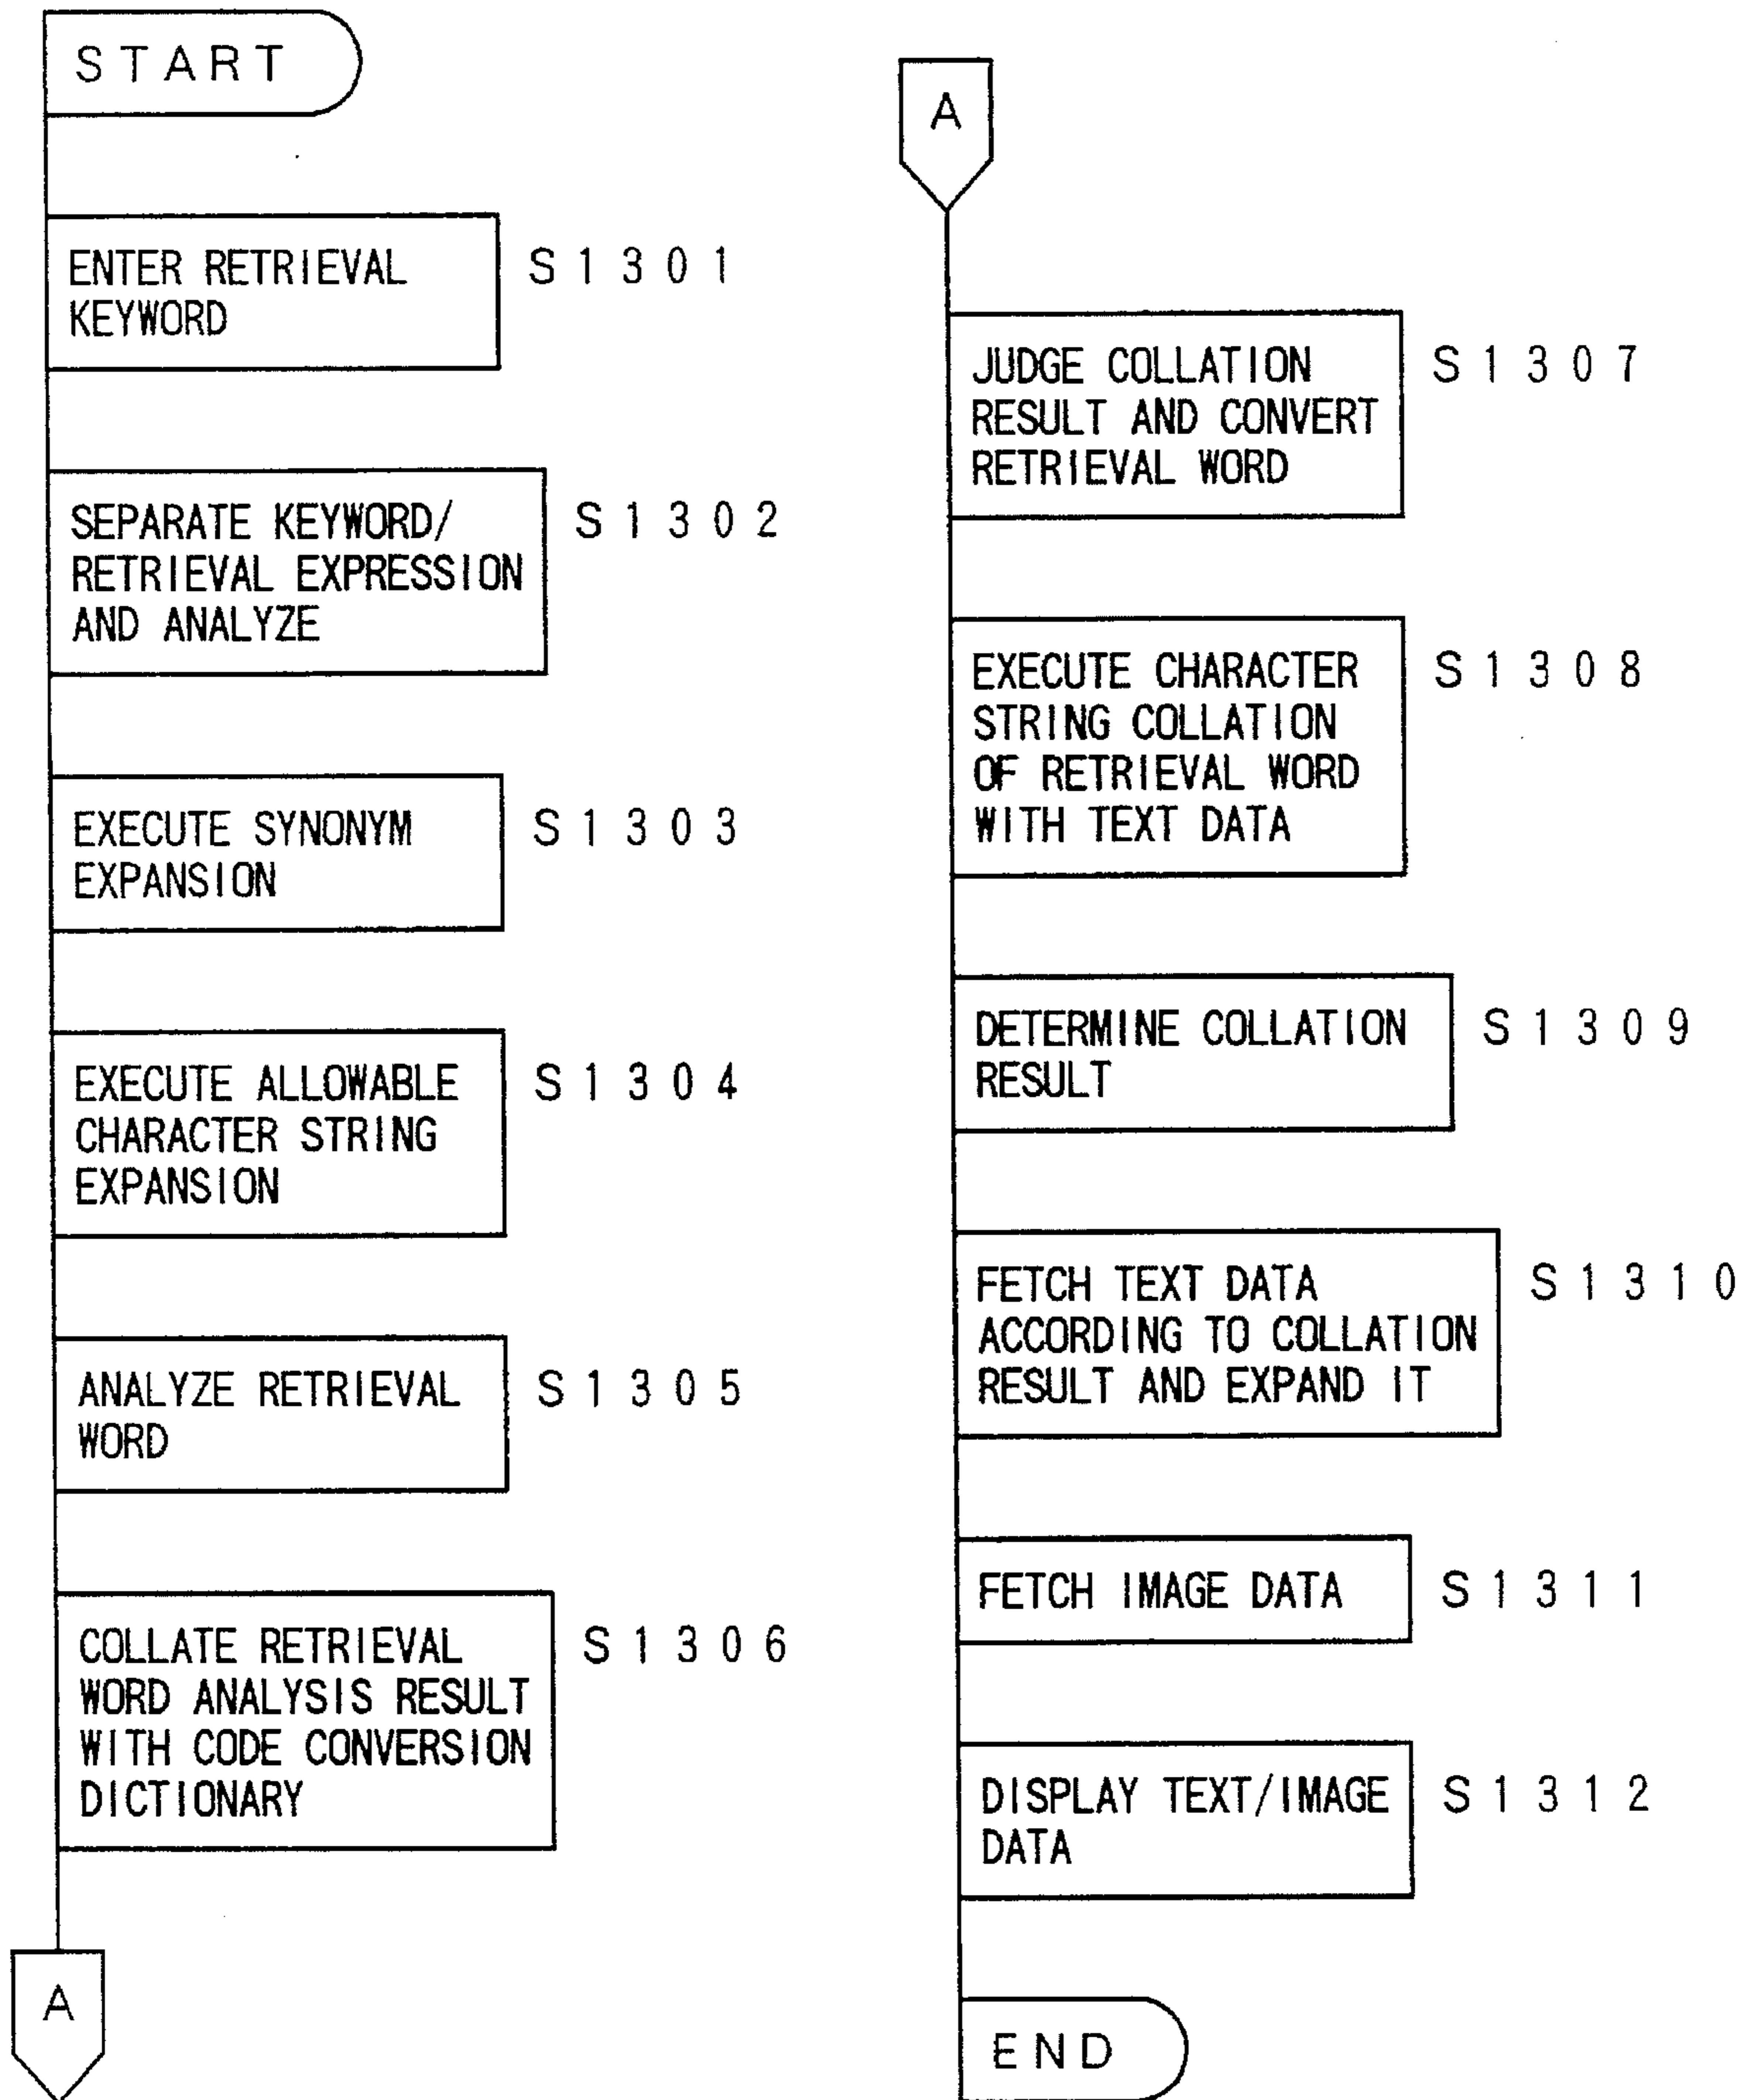 START
ENTER RETRIEVAL
KEYWORD
S1301
SEPARATE KEYWORD/
RETRIEVAL EXPRESSION
AND ANALYZE
S1302
EXECUTE SYNONYM
EXPANSION
S1303
EXECUTE ALLOWABLE
CHARACTER STRING
EXPANSION
S1304
ANALYZE RETRIEVAL
WORD
S1305
COLLATE RETRIEVAL
WORD ANALYSIS RESULT
WITH CODE CONVERSION
DICTIONARY
S1306
A
A
JUDGE COLLATION
RESULT AND CONVERT
RETRIEVAL WORD
S1307
EXECUTE CHARACTER
STRING COLLATION
OF RETRIEVAL WORD
WITH TEXT DATA
S1308
DETERMINE COLLATION
RESULT
S1309
FETCH TEXT DATA
ACCORDING TO COLLATION
RESULT AND EXPAND IT
S1310
FETCH IMAGE DATA
S1311
DISPLAY TEXT/IMAGE
DATA
S1312
END